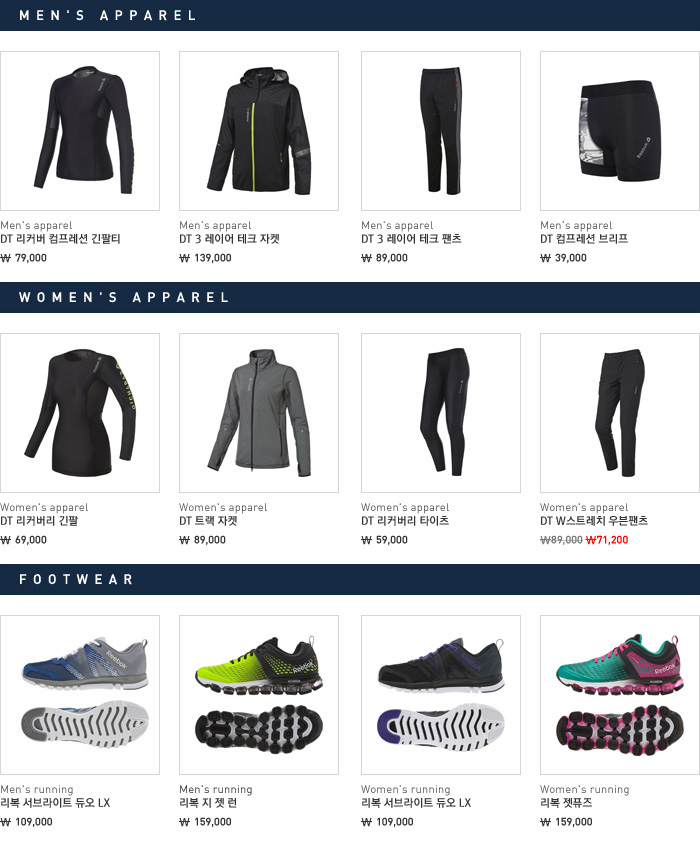 MEN'S APPAREL
Men's apparel
DT 리커버 컴프레션 긴팔티
₩ 79,000
Men's apparel
DT 3 레이어 테크 자켓
₩ 139,000
Men's apparel
DT 3 레이어 테크 팬츠
₩ 89,000
Reebok
Men's apparel
DT 컴프레션 브리프
₩ 39,000
WOMEN'S APPAREL
Women's apparel
DT 리커버리 긴팔
₩ 69,000
Women's apparel
DT 트랙 자켓
₩ 89,000
Women's apparel
DT 리커버리 타이츠
₩ 59,000
Women's apparel
DT W스트레치 우븐팬츠
₩89,000 ₩71,200
FOOTWEAR
Reebok
Men's running
리복 서브라이트 듀오 LX
₩ 109,000
Reebok
Men's running
리복 지 젯 런
₩ 159,000
Women's running
리복 서브라이트 듀오 LX
₩ 109,000
Reebok
Women's running
리복 젯퓨즈
₩ 159,000